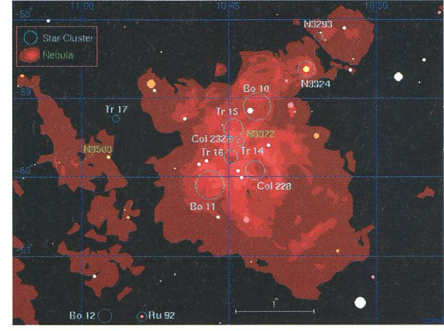 11:00
10:45
10:30
-58
Star Cluster
Nebula
N3293
N3324
Bo 10
-59
Tr 17
Tr 15
N3372
Col 232
N3503
Tr 16
Tr 14
-60
Col 228
Bo 11
-61
1°
Bo 12
Ru 92